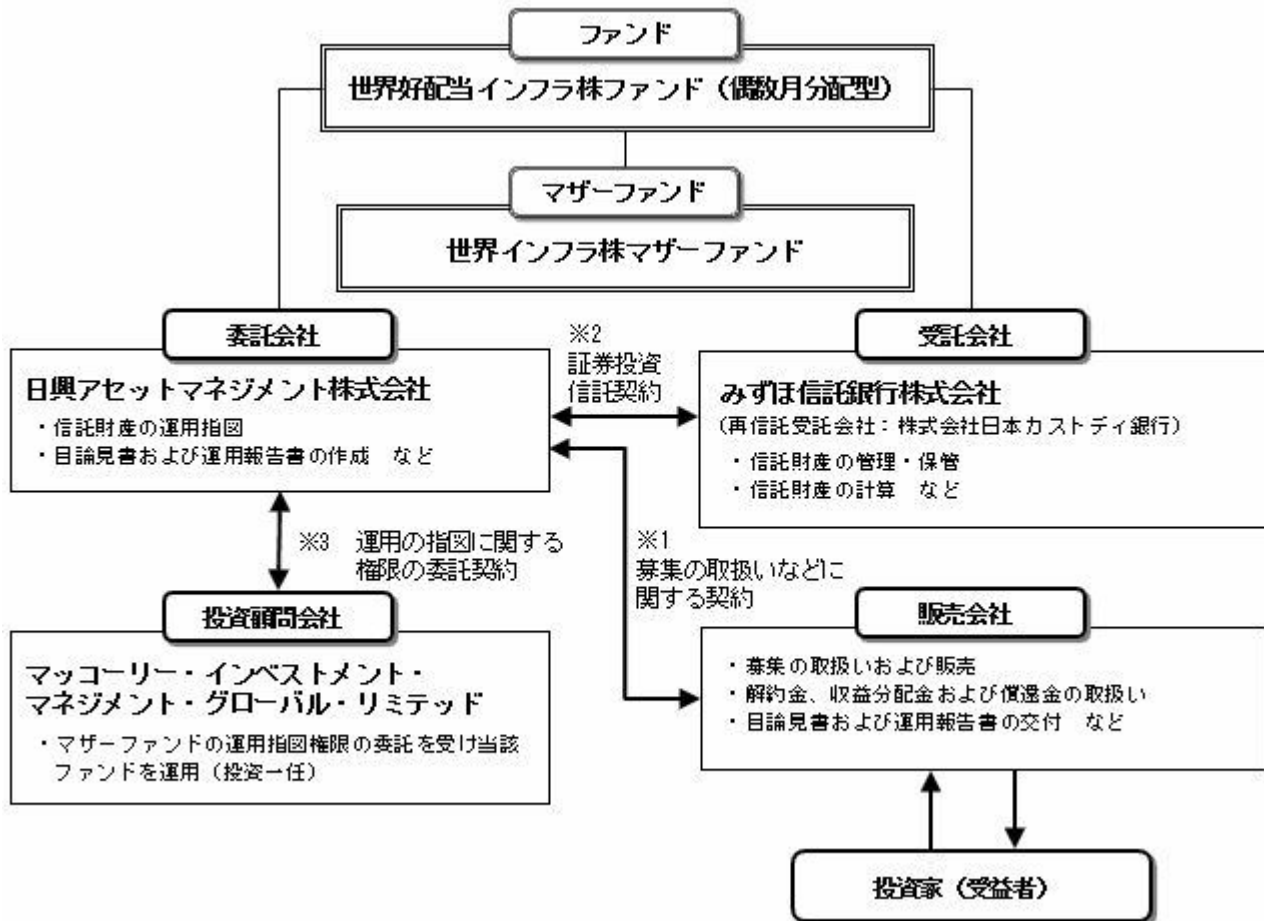 ファンド
世界好配当インフラ株ファンド（偶数月分配型）
マザーファンド
世界インフラ株マザーファンド
委託会社
日興アセットマネジメント株式会社
・信託財産の運用指図
・目論見書および運用報告書の作成　など
※2
証券投資
信託契約
受託会社
みずほ信託銀行株式会社
（再信託受託会社：株式会社日本カストディ銀行）
・信託財産の管理・保管
・信託財産の計算　など
※3　運用の指図に関する
権限の委託契約
※1
募集の取扱いなどに
関する契約
投資顧問会社
マッコーリー・インベストメント・
マネジメント・グローバル・リミテッド
・マザーファンドの運用指図権限の委託を受け当該
ファンドを運用（投資一任）
販売会社
・募集の取扱いおよび販売
・解約金、収益分配金および償還金の取扱い
・目論見書および運用報告書の交付　など
投資家（受益者）